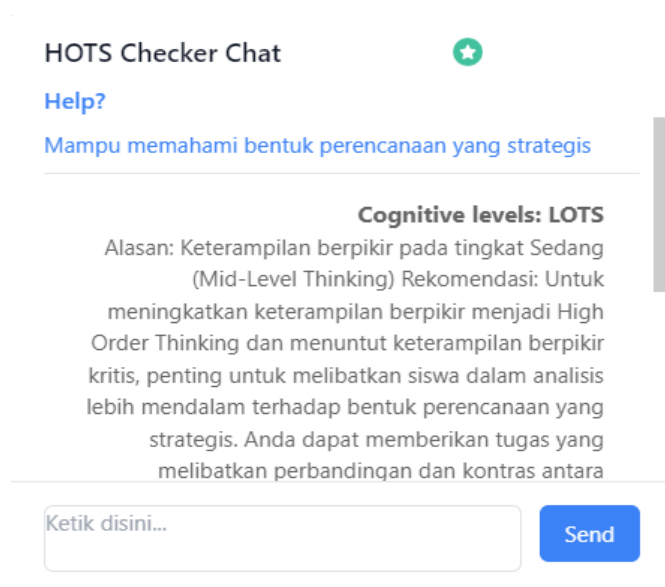 HOTS Checker Chat
Help?
Mampu memahami bentuk perencanaan yang strategis
Cognitive levels: LOTS
Alasan: Keterampilan berpikir pada tingkat Sedang
(Mid-Level Thinking) Rekomendasi: Untuk
meningkatkan keterampilan berpikir menjadi High
Order Thinking dan menuntut keterampilan berpikir
kritis, penting untuk melibatkan siswa dalam analisis
lebih mendalam terhadap bentuk perencanaan yang
strategis. Anda dapat memberikan tugas yang
melibatkan perbandingan dan kontras antara
Ketik disini...
Send